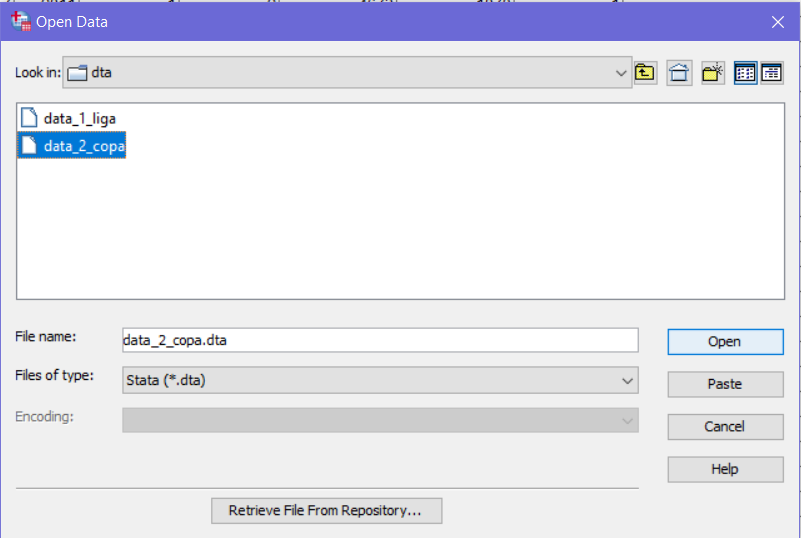 Open Data
Look in: dta
data_1_liga
data_2_copa
File name: data_2_copa.dta Open
Files of type: Stata (*.dta) Paste
Encoding: Cancel
Help
Retrieve File From Repository...